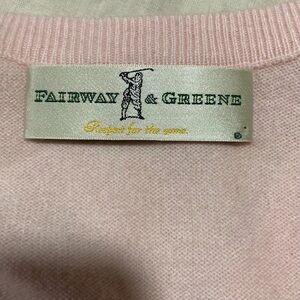 FAIRWAY & GREENE
Respect for the game.